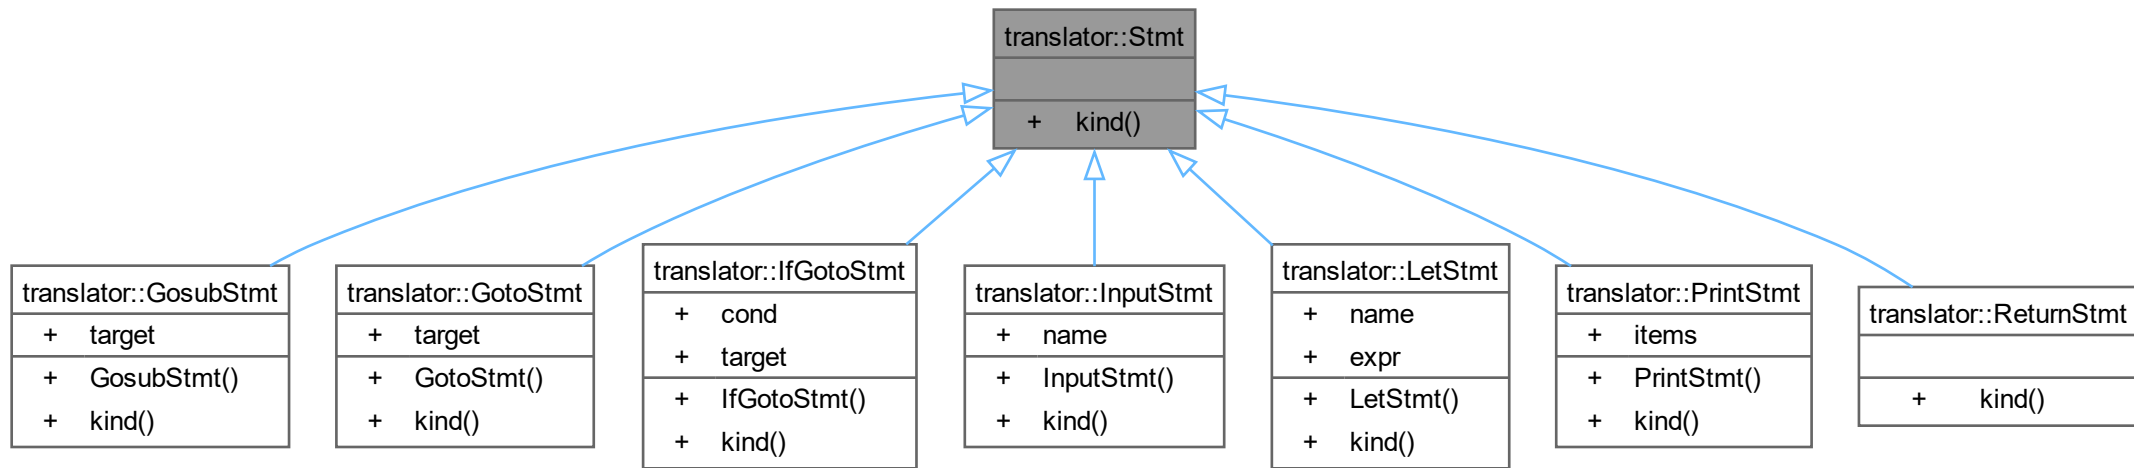 translator::Stmt
+ kind()
translator::GosubStmt
+ target
+ GosubStmt()
+ kind()
translator::GotoStmt
+ target
+ GotoStmt()
+ kind()
translator::IfGotoStmt
+ cond
+ target
+ IfGotoStmt()
+ kind()
translator::InputStmt
+ name
+ InputStmt()
+ kind()
translator::LetStmt
+ name
+ expr
+ LetStmt()
+ kind()
translator::PrintStmt
+ items
+ PrintStmt()
+ kind()
translator::ReturnStmt
+ kind()